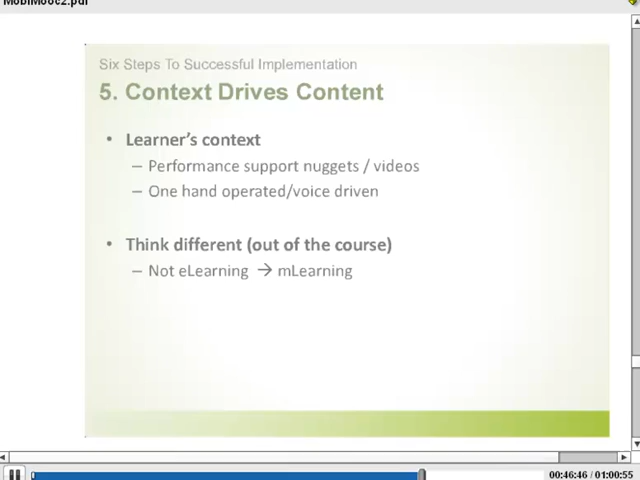 MobiMooc2.pdf
Six Steps To Successful Implementation
5. Context Drives Content
• Learner's context
– Performance support nuggets / videos
– One hand operated/voice driven
• Think different (out of the course)
– Not eLearning → mLearning
00:46:46 / 01:00:55